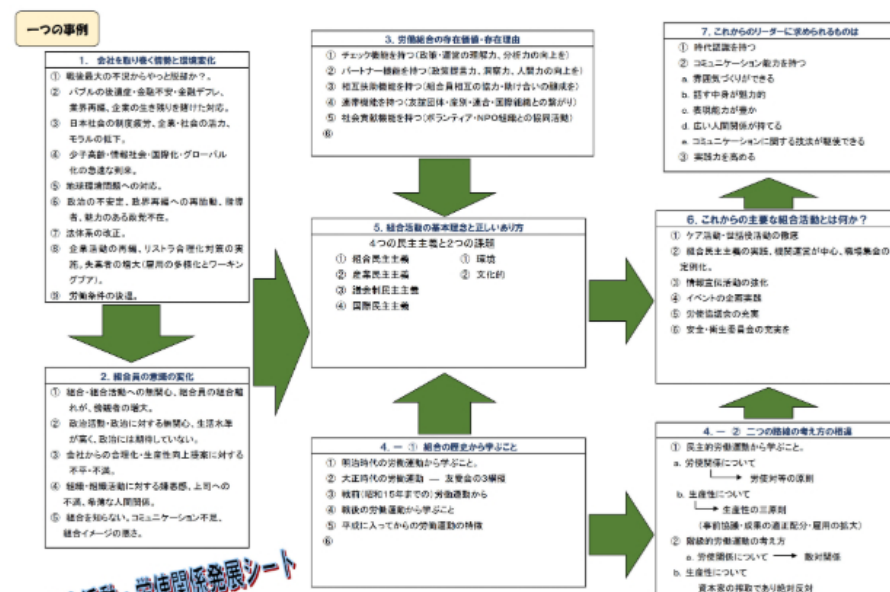 一つの事例
1. 会社を取り巻く情勢と環境変化
① 戦後最大の不況からやっと脱却か？。
② バブルの後遺症・金融不安・金融デフレ、
業界再編、企業の生き残りを賭けた対応。
③ 日本社会の制度疲労、企業・社会の活力、
モラルの低下。
④ 少子高齢・情報社会・国際化・グローバル
化の急速な到来。
⑤ 地球環境問題への対応。
⑥ 政治の不安定、政界再編への再始動、指導
者、魅力のある政党不在。
⑦ 法体系の改正。
⑧ 企業活動の再編、リストラ合理化対策の実
施。失業者の増大（雇用の多様化とワーキン
グプア）。
⑨ 労働条件の後退。
2. 組合員の意識の変化
① 組合・組合活動への無関心、組合員の組合離
れが、傍観者の増大。
② 政治活動・政治に対する無関心、生活水準
が高く、政治には期待していない。
③ 会社からの合理化・生産性向上提案に対する
不平・不満。
④ 組織・組織活動に対する嫌悪感、上司への
不満、希薄な人間関係。
⑤ 組合を知らない、コミュニケーション不足、
組合イメージの悪さ。
労使関係発展シート
3. 労働組合の存在価値・存在理由
① チェック機能を持つ（政策・運営の理解力、分析力の向上を）
② パートナー機能を持つ（政策提言力、洞察力、人間力の向上を）
③ 相互扶助機能を持つ（組合員相互の協力・助け合いの醸成を）
④ 連帯機能を持つ（友誼団体・産別・連合・国際組織との繋がり）
⑤ 社会貢献機能を持つ（ボランティア・NPO組織との協同活動）
⑥
5. 組合活動の基本理念と正しいあり方
4つの民主主義と2つの課題
① 組合民主主義 ① 環境
② 産業民主主義 ② 文化的
③ 議会制民主主義
④ 国際民主主義
4. ― ① 組合の歴史から学ぶこと
① 明治時代の労働運動から学ぶこと。
② 大正時代の労働運動 ― 友愛会の3模様
③ 戦前（昭和15年までの）労働運動から
④ 戦後の労働運動から学ぶこと
⑤ 平成に入ってからの労働運動の特徴
⑥
7. これからのリーダーに求められるものは
① 時代認識を持つ
② コミュニケーション能力を持つ
a. 雰囲気づくりができる
b. 話す中身が魅力的
c. 表現能力が豊か
d. 広い人間関係が持てる
e. コミュニケーションに関する技法が駆使できる
③ 実践力を高める
6. これからの主要な組合活動とは何か？
① ケア活動・世話役活動の徹底
② 組合民主主義の実践、機関運営が中心、職場集会の
定例化。
③ 情報宣伝活動の強化
④ イベントの企画実践
⑤ 労使協議会の充実
⑥ 安全・衛生委員会の充実を
4. ― ② 二つの路線の考え方の相違
① 民主的労働運動から学ぶこと。
a. 労使関係について
労使対等の原則
b. 生産性について
生産性の三原則
（事前協議・成果の適正配分・雇用の拡大）
② 階級的労働運動の考え方
a. 労使関係について 敵対関係
b. 生産性について
資本家の搾取であり絶対反対